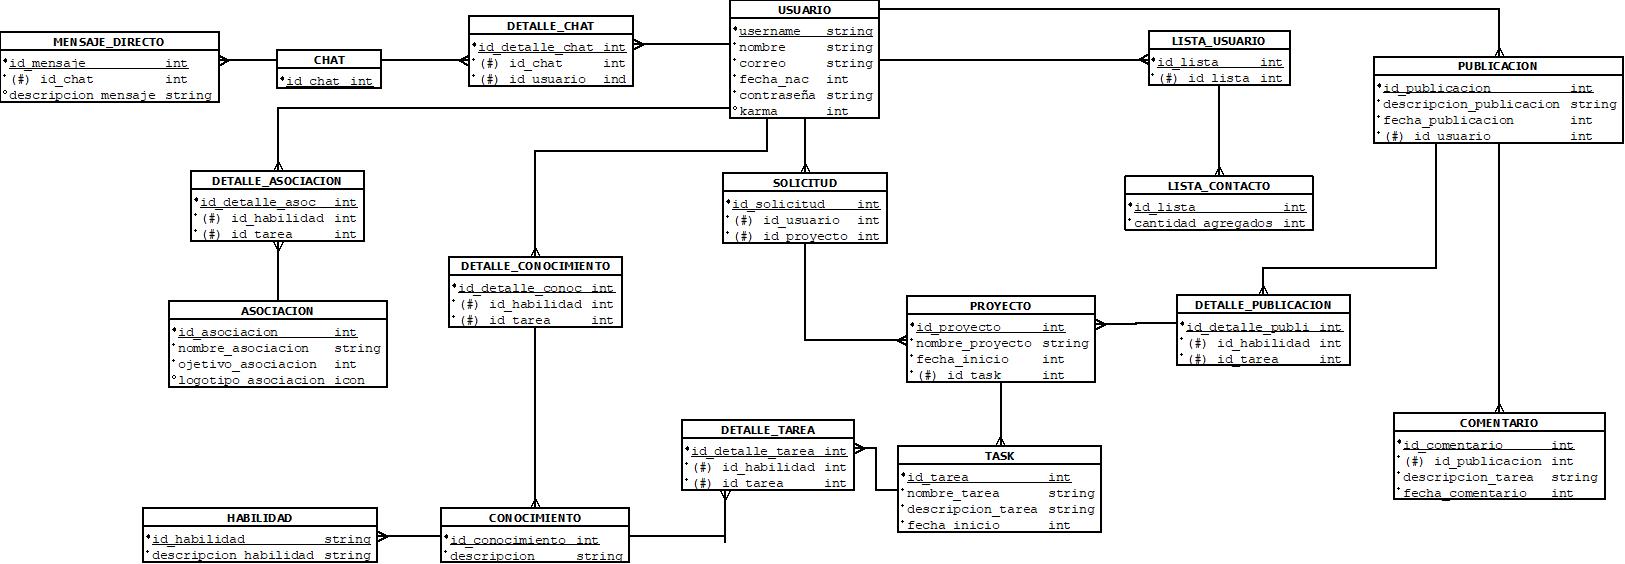 MENSAJE_DIRECTO
id_mensaje int
(#) id_chat int
descripcion_mensaje string
CHAT
id_chat int
DETALLE_CHAT
id_detalle_chat int
(#) id_chat int
(#) id_usuario ind
USUARIO
username string
nombre string
correo string
fecha_nac int
contraseña string
karma int
LISTA_USUARIO
id_lista int
(#) id_lista int
PUBLICACION
id_publicacion int
descripcion_publicacion string
fecha_publicacion int
(#) id_usuario int
DETALLE_ASOCIACION
id_detalle_asoc int
(#) id_habilidad int
(#) id_tarea int
SOLICITUD
id_solicitud int
(#) id_usuario int
(#) id_proyecto int
LISTA_CONTACTO
id_lista int
cantidad_agregados int
DETALLE_CONOCIMIENTO
id_detalle_conoc int
(#) id_habilidad int
(#) id_tarea int
ASOCIACION
id_asociacion int
nombre_asociacion string
ojetivo_asociacion int
logotipo_asociacion icon
PROYECTO
id_proyecto int
nombre_proyecto string
fecha_inicio int
(#) id_task int
DETALLE_PUBLICACION
id_detalle_publi int
(#) id_habilidad int
(#) id_tarea int
DETALLE_TAREA
id_detalle_tarea int
(#) id_habilidad int
(#) id_tarea int
TASK
id_tarea int
nombre_tarea string
descripcion_tarea string
fecha_inicio int
COMENTARIO
id_comentario int
(#) id_publicacion int
descripcion_tarea string
fecha_comentario int
HABILIDAD
id_habilidad string
descripcion_habilidad string
CONOCIMIENTO
id_conocimiento int
descripcion string